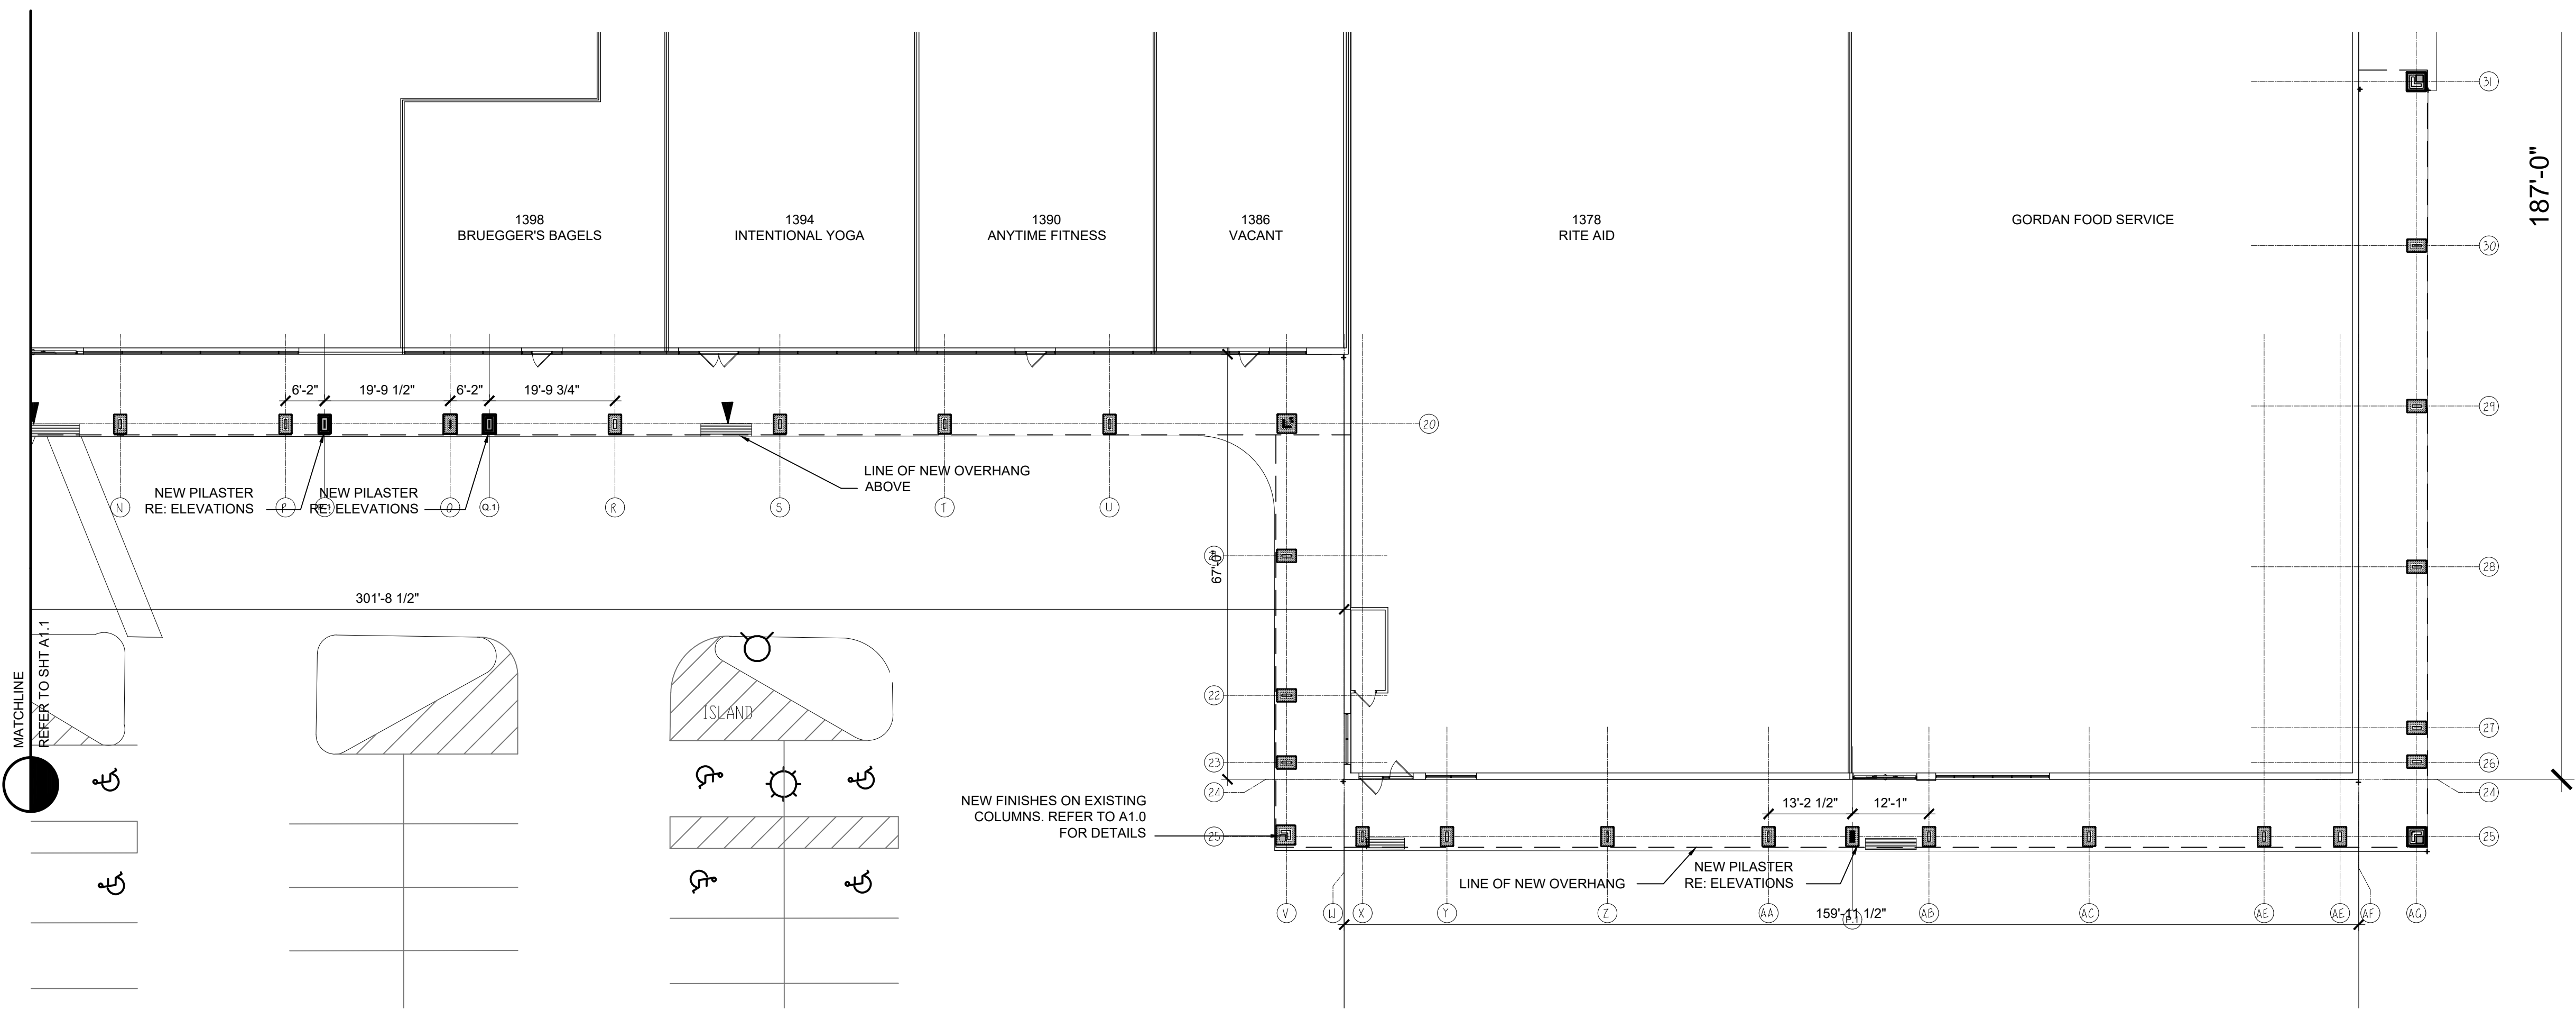 31
187'-0"
1398
BRUEGGER'S BAGELS
1394
INTENTIONAL YOGA
1390
ANYTIME FITNESS
1386
VACANT
1378
RITE AID
GORDAN FOOD SERVICE
30
29
6'-2"
19'-9 1/2"
6'-2"
19'-9 3/4"
20
LINE OF NEW OVERHANG
ABOVE
NEW PILASTER
RE: ELEVATIONS
NEW PILASTER
RE: ELEVATIONS
N
P
Q
Q.1
R
S
T
U
67'-0"
28
301'-8 1/2"
MATCHLINE
REFER TO SHT A1.1
ISLAND
22
27
23
26
24
24
NEW FINISHES ON EXISTING
COLUMNS. REFER TO A1.0
FOR DETAILS
13'-2 1/2"
12'-1"
25
25
LINE OF NEW OVERHANG
NEW PILASTER
RE: ELEVATIONS
V
W
X
Y
Z
AA
159'-11 1/2"
AB
AC
AE
AE
AF
AG